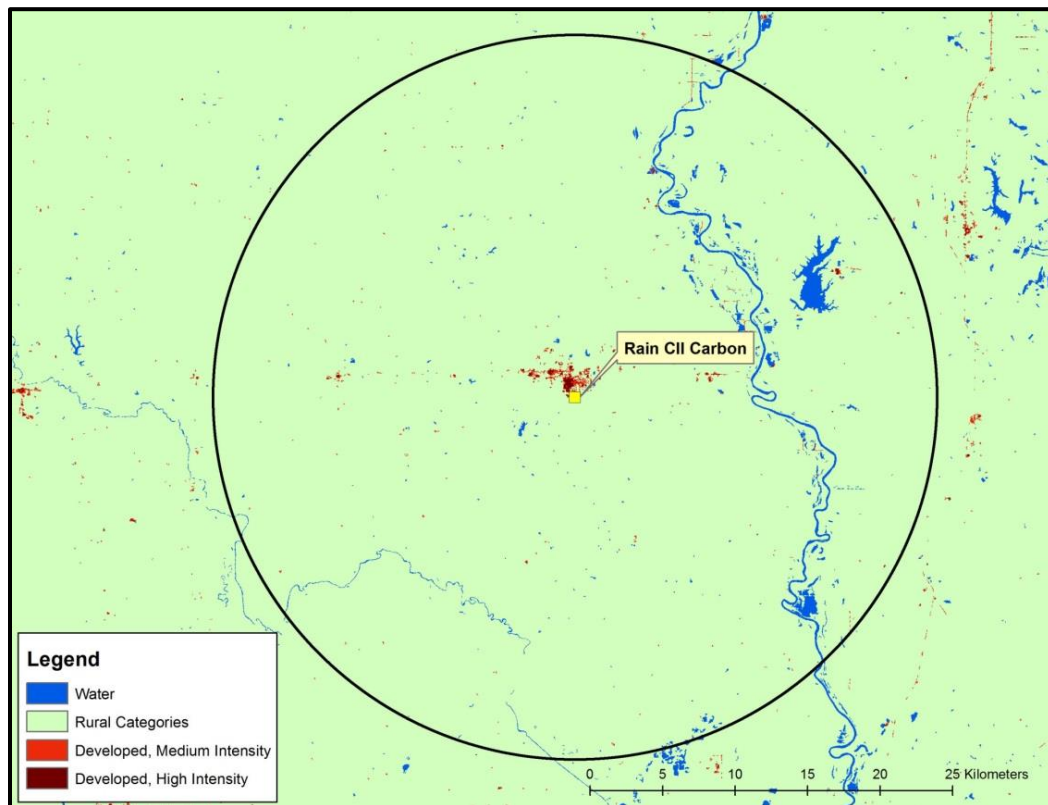 Rain CII Carbon
Legend
Water
Rural Categories
Developed, Medium Intensity
Developed, High Intensity
0 5 10 15 20 25 Kilometers